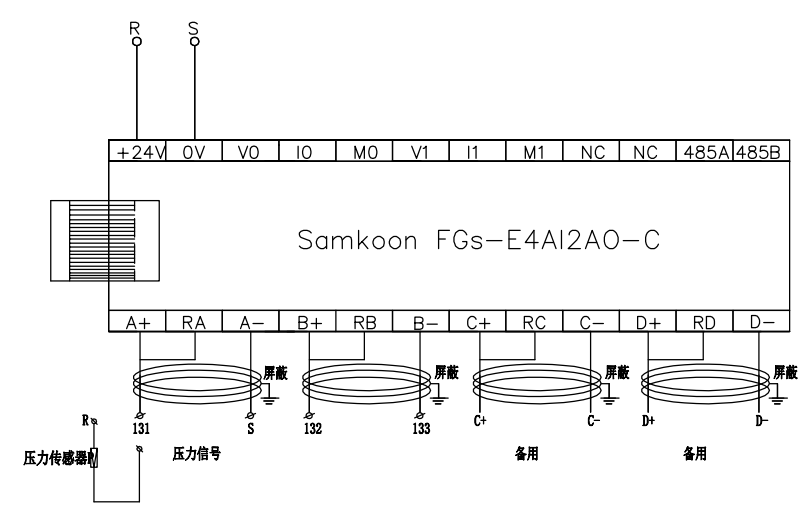 R S
+24V 0V V0 I0 M0 V1 I1 M1 NC NC 485A 485B
Samkoon FGs-E4AI2AO-C
A+ RA A- B+ RB B- C+ RC C- D+ RD D-
屏蔽 屏蔽 屏蔽 屏蔽
R 131 S 132 133 C+ C- D+ D-
压力传感器 压力信号 备用 备用